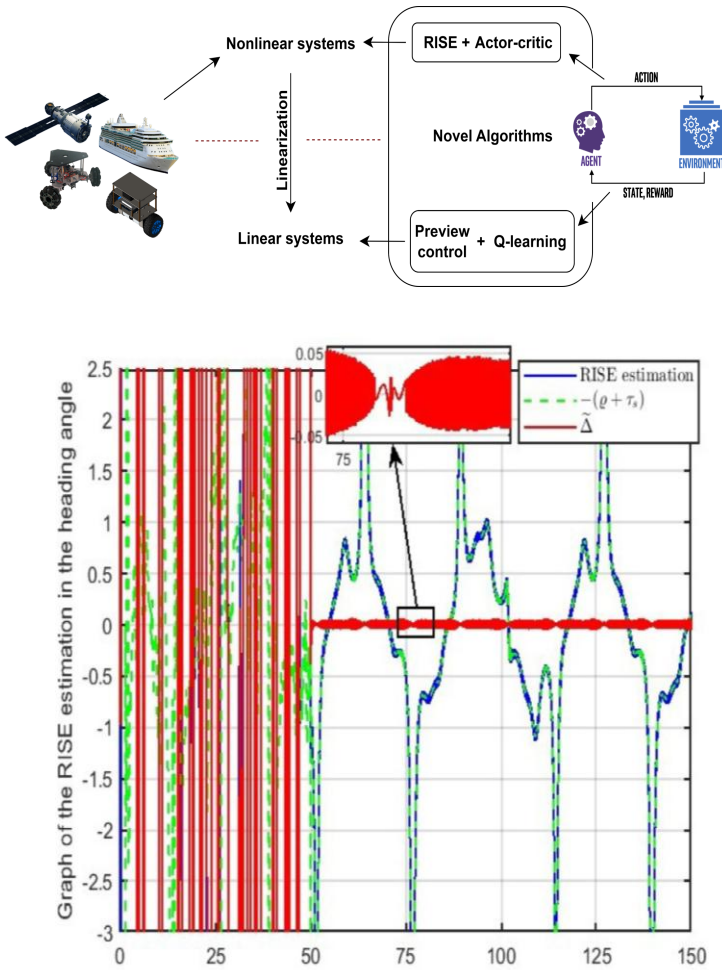 Nonlinear systems
RISE + Actor-critic
ACTION
Linearization
Novel Algorithms
AGENT
ENVIRONMENT
STATE, REWARD
Linear systems
Preview
control + Q-learning
0.05
0
-0.05
75
RISE estimation
−(ϱ + τₛ)
Δ̃
Graph of the RISE estimation in the heading angle
2.5
2
1.5
1
0.5
0
-0.5
-1
-1.5
-2
-2.5
-3
0 25 50 75 100 125 150